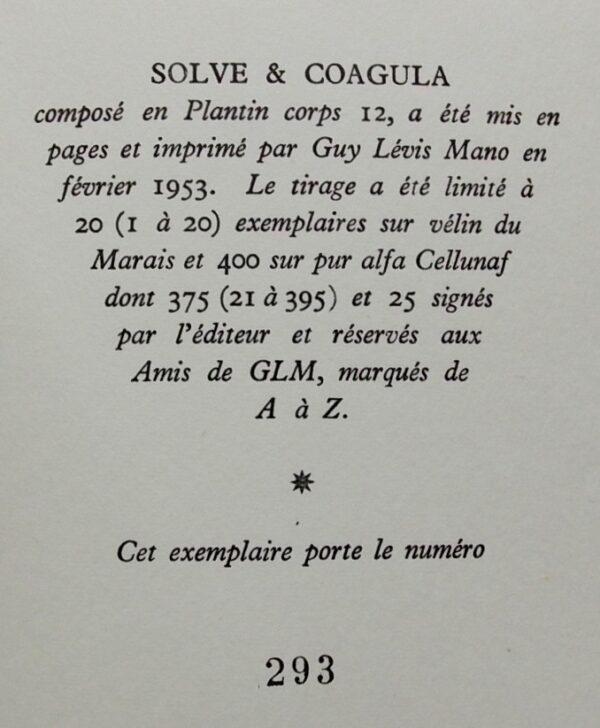 SOLVE & COAGULA
composé en Plantin corps 12, a été mis en
pages et imprimé par Guy Lévis Mano en
février 1953. Le tirage a été limité à
20 (1 à 20) exemplaires sur vélin du
Marais et 400 sur pur alfa Cellunaf
dont 375 (21 à 395) et 25 signés
par l'éditeur et réservés aux
Amis de GLM, marqués de
A à Z.
Cet exemplaire porte le numéro
293